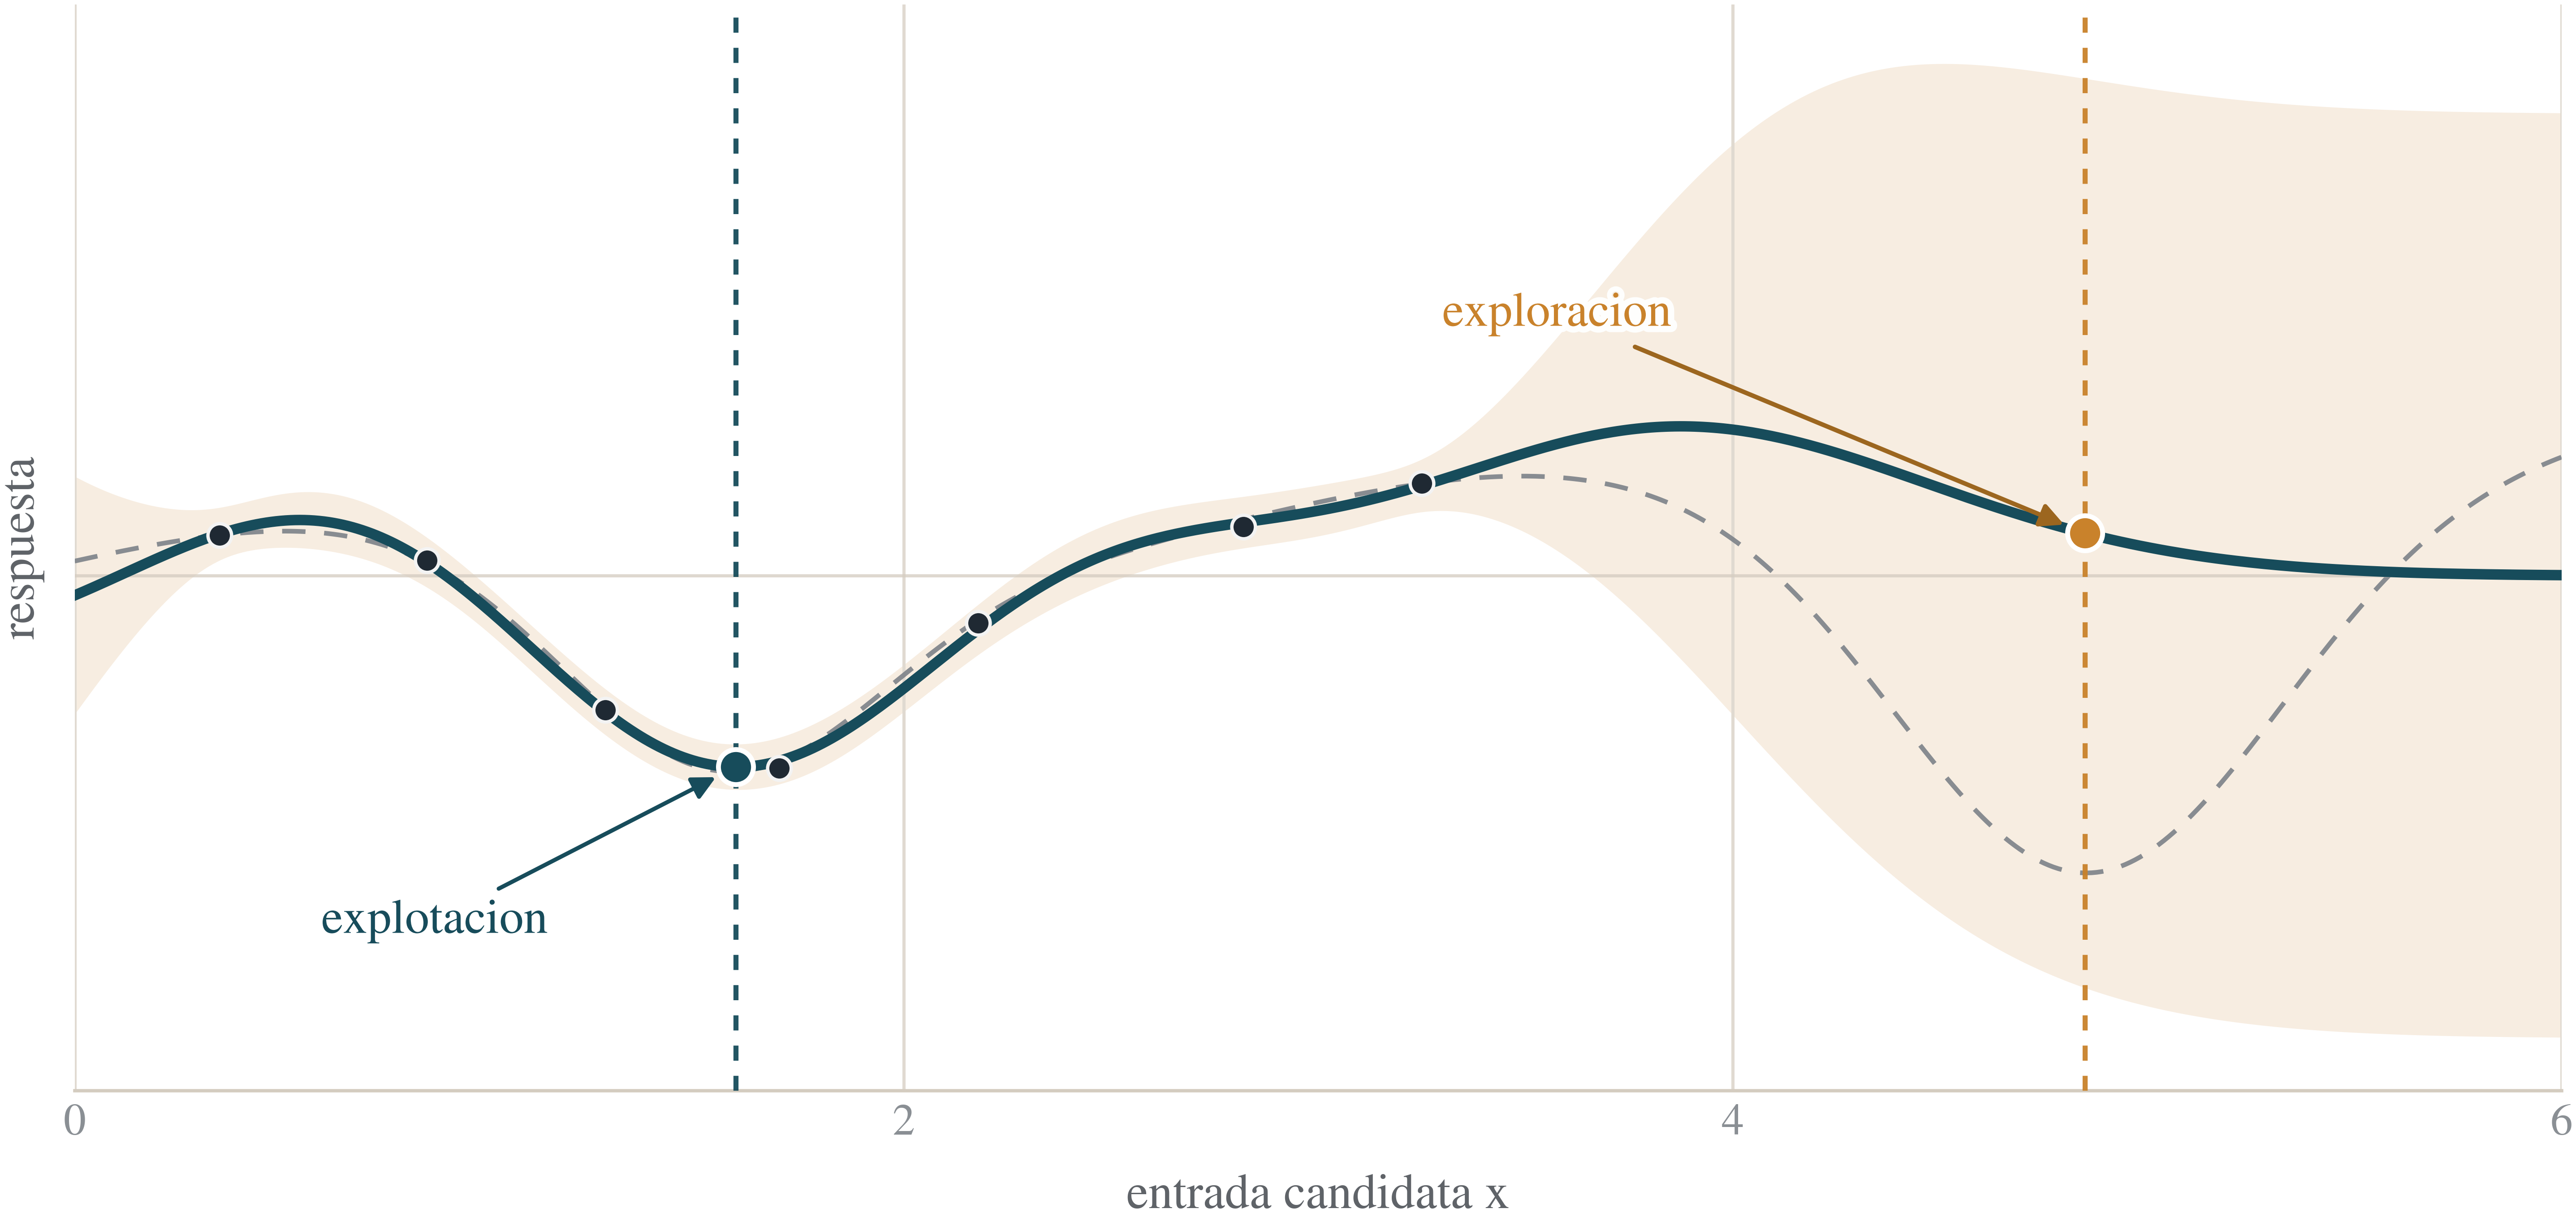 exploracion
respuesta
explotacion
0 2 4 6
entrada candidata x